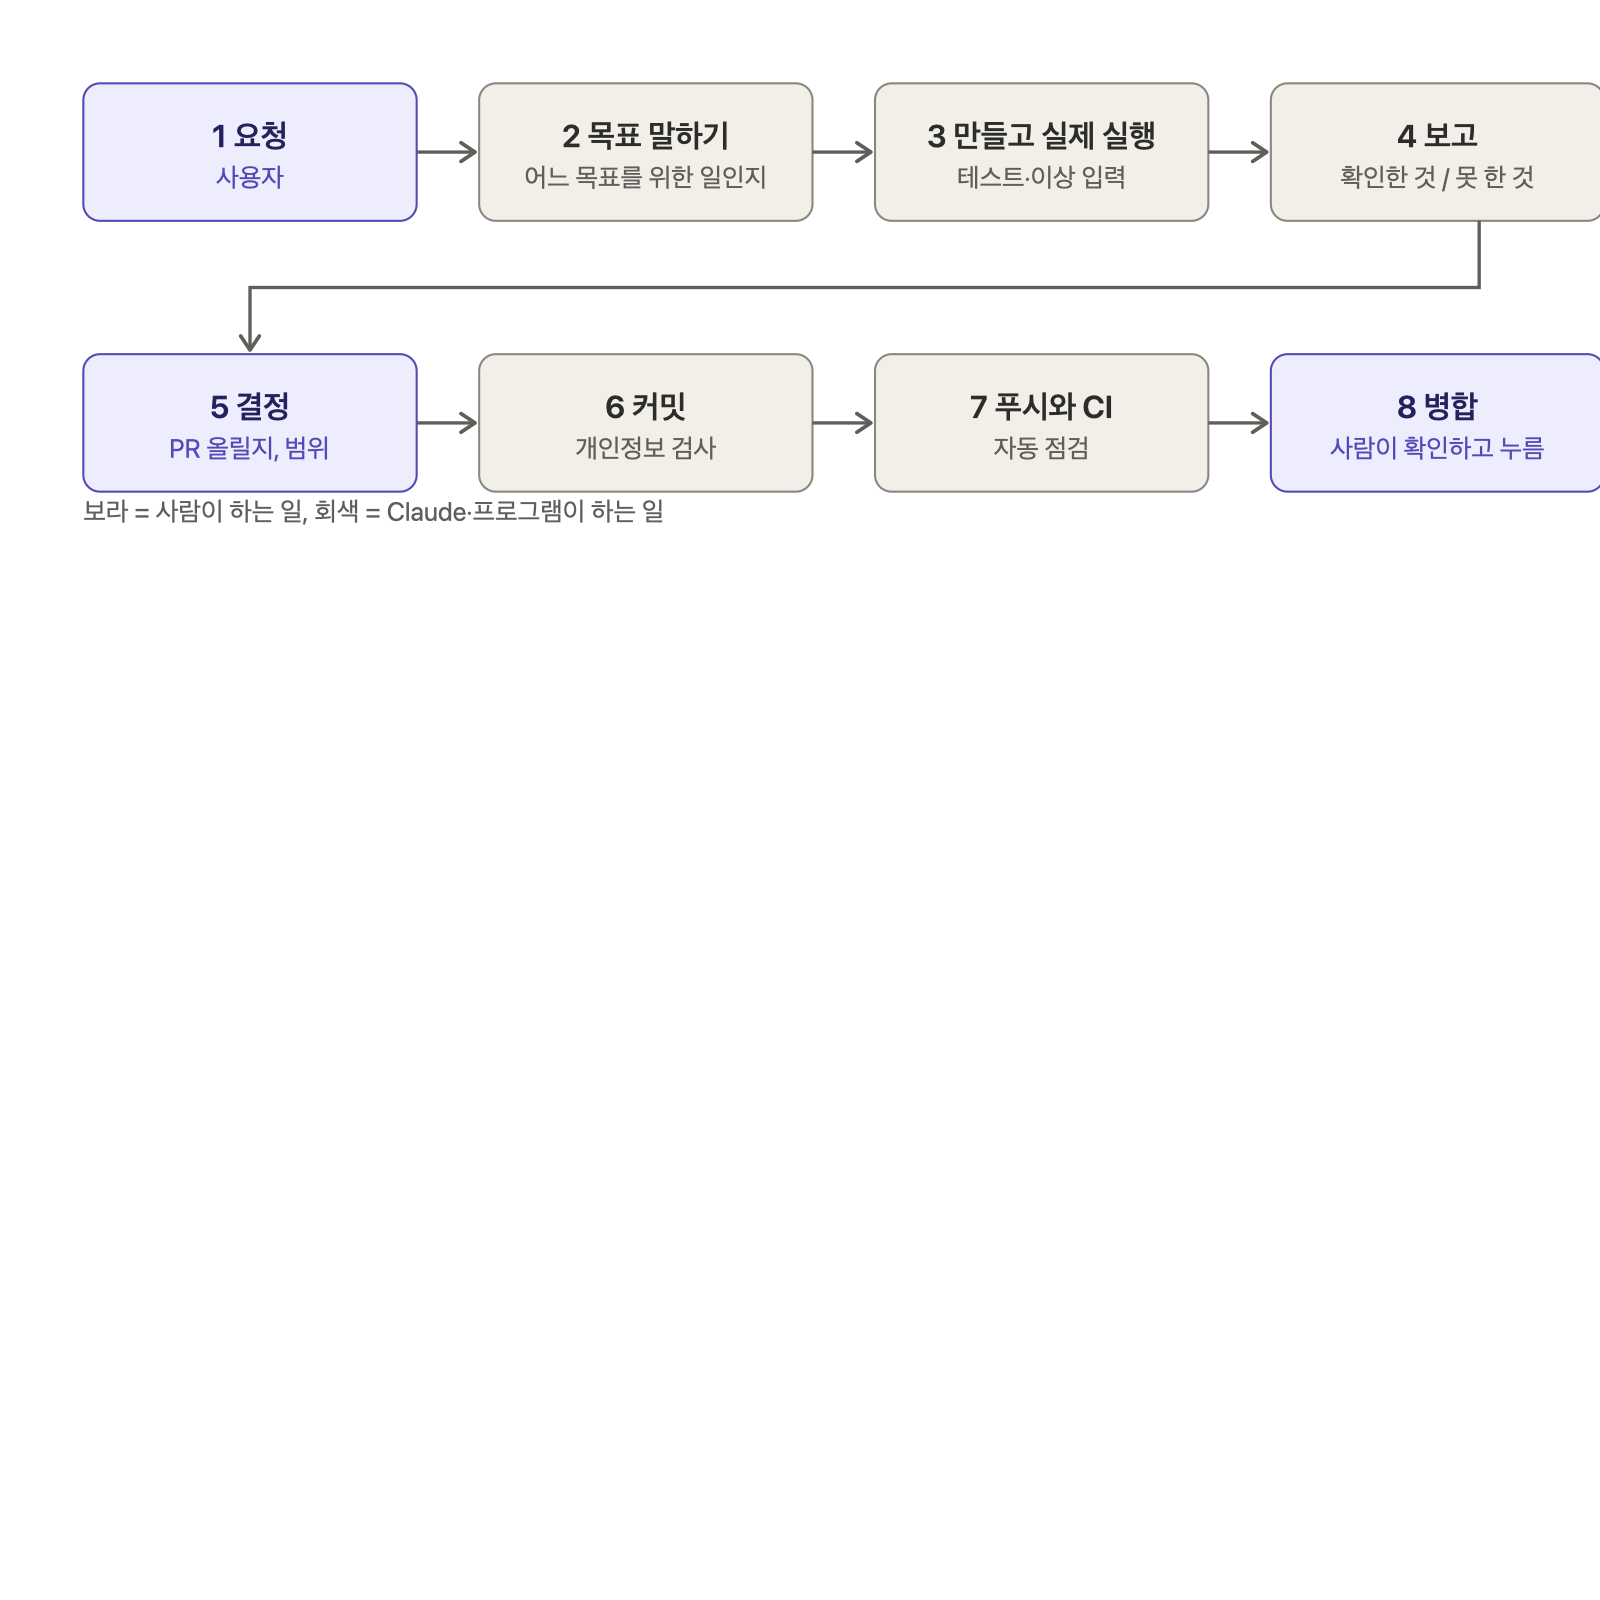 1 요청
사용자
2 목표 말하기
어느 목표를 위한 일인지
3 만들고 실제 실행
테스트·이상 입력
4 보고
확인한 것 / 못 한 것
5 결정
PR 올릴지, 범위
6 커밋
개인정보 검사
7 푸시와 CI
자동 점검
8 병합
사람이 확인하고 누름
보라 = 사람이 하는 일, 회색 = Claude·프로그램이 하는 일